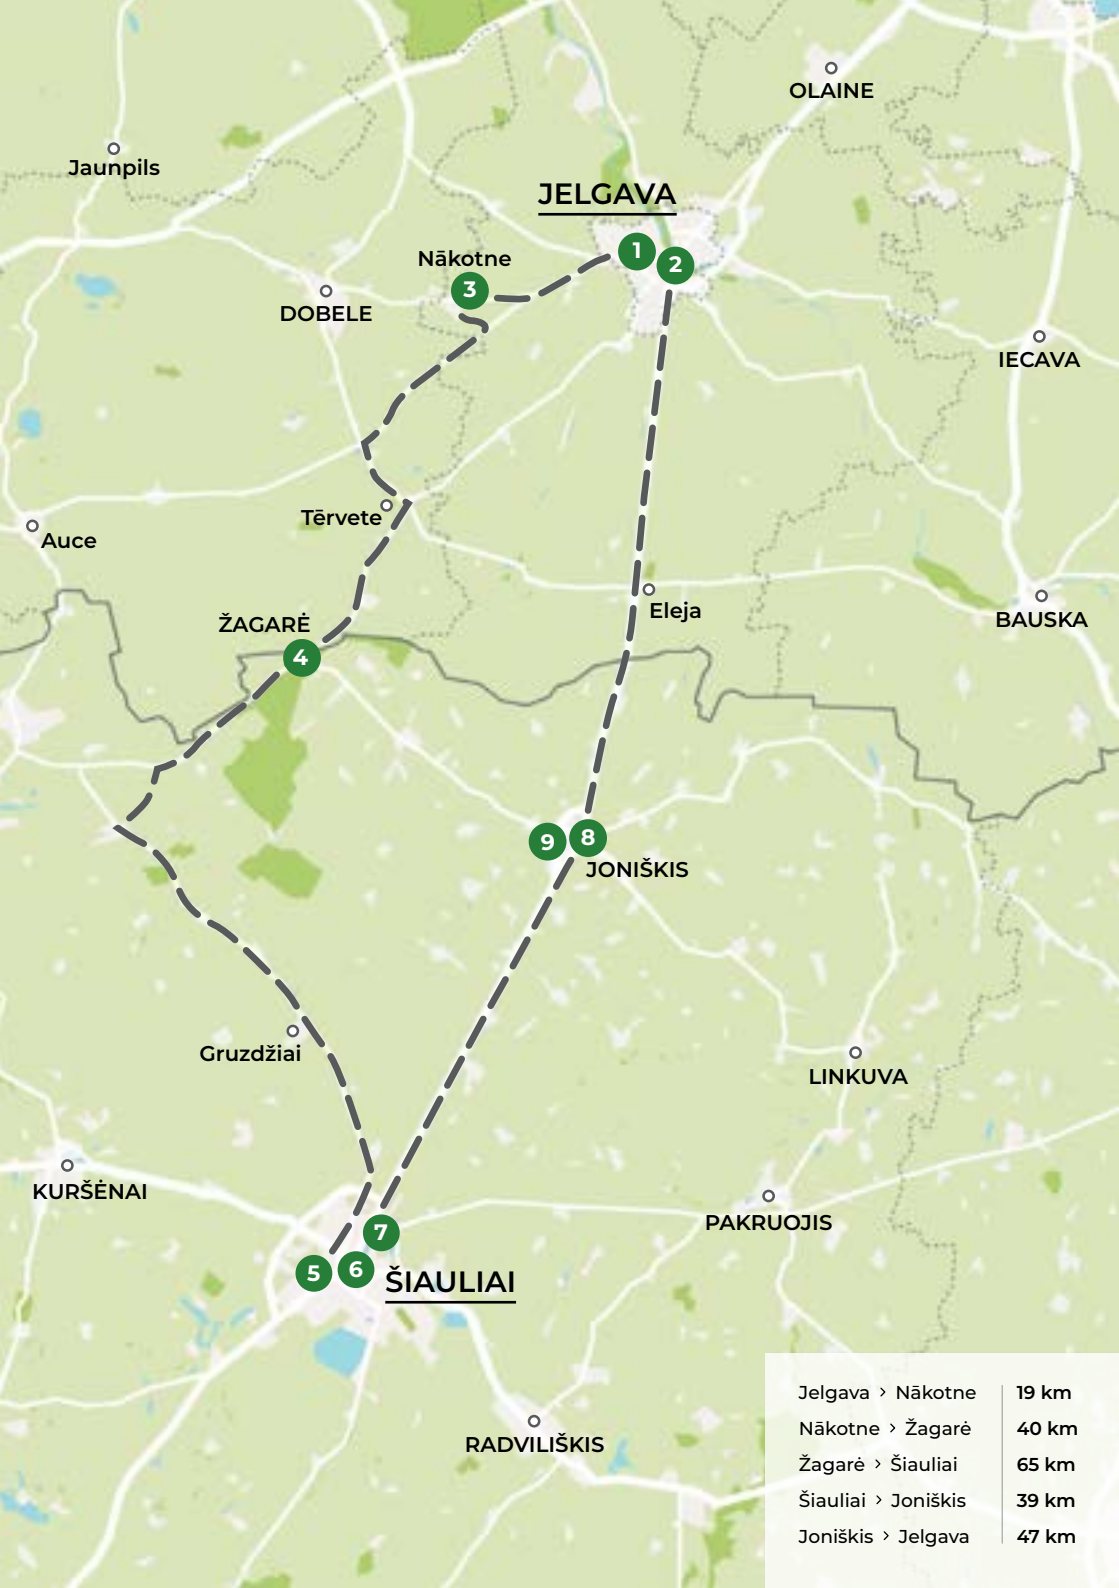 OLAINE
Jaunpils
JELGAVA
1
2
Nākotne
3
DOBELE
IECAVA
Tērvete
Auce
Eleja
BAUSKA
ŽAGARĖ
4
9
8
JONIŠKIS
Gruzdžiai
LINKUVA
KURŠĖNAI
PAKRUOJIS
7
5
6
ŠIAULIAI
RADVILIŠKIS
Jelgava › Nākotne 19 km
Nākotne › Žagarė 40 km
Žagarė › Šiauliai 65 km
Šiauliai › Joniškis 39 km
Joniškis › Jelgava 47 km